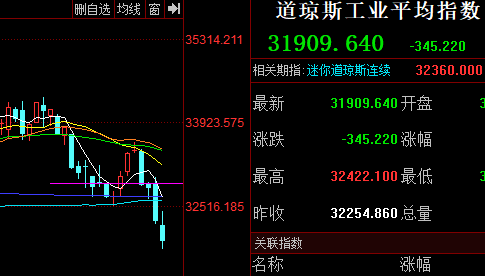 删自选 均线 窗
35314.211
33923.575
32516.185
道琼斯工业平均指数
31909.640 -345.220
相关期指:迷你道琼斯连续 32360.000
最新 31909.640 开盘
涨跌 -345.220 涨幅
最高 32422.100 最低
昨收 32254.860 总量
关联指数
名称 涨幅